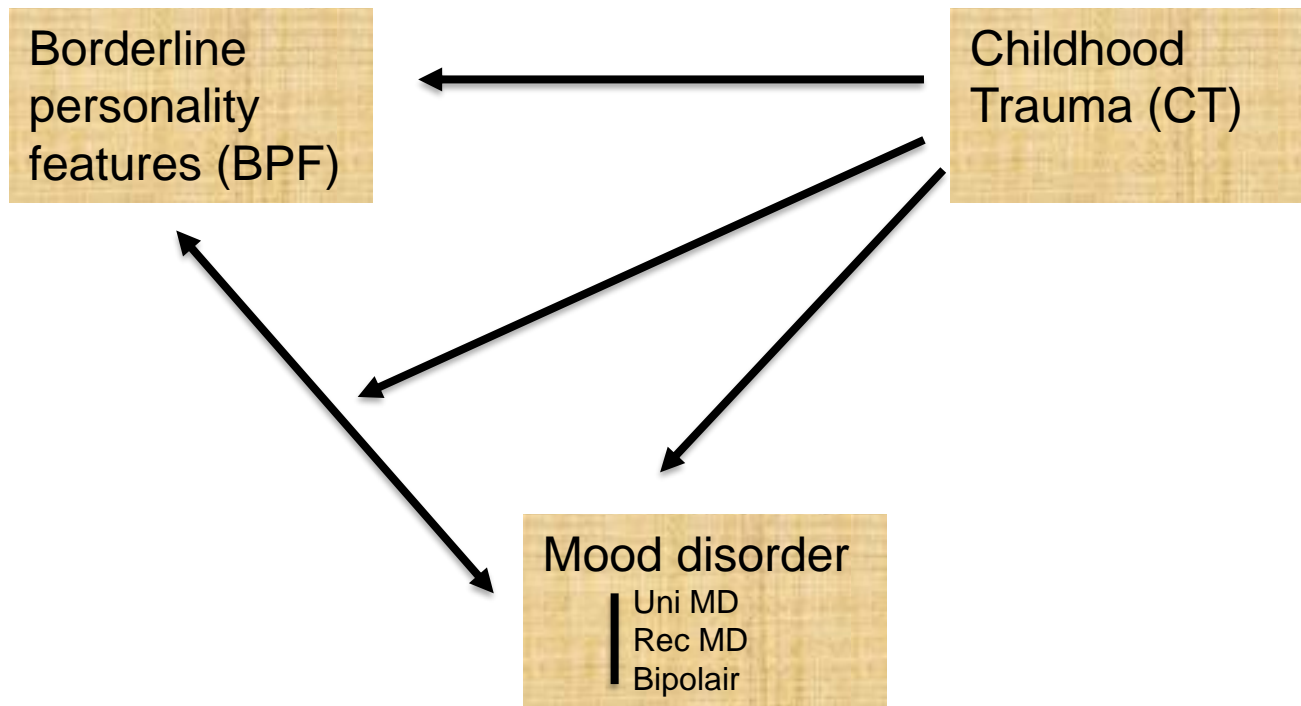 Borderline
personality
features (BPF)
Childhood
Trauma (CT)
Mood disorder
Uni MD
Rec MD
Bipolair